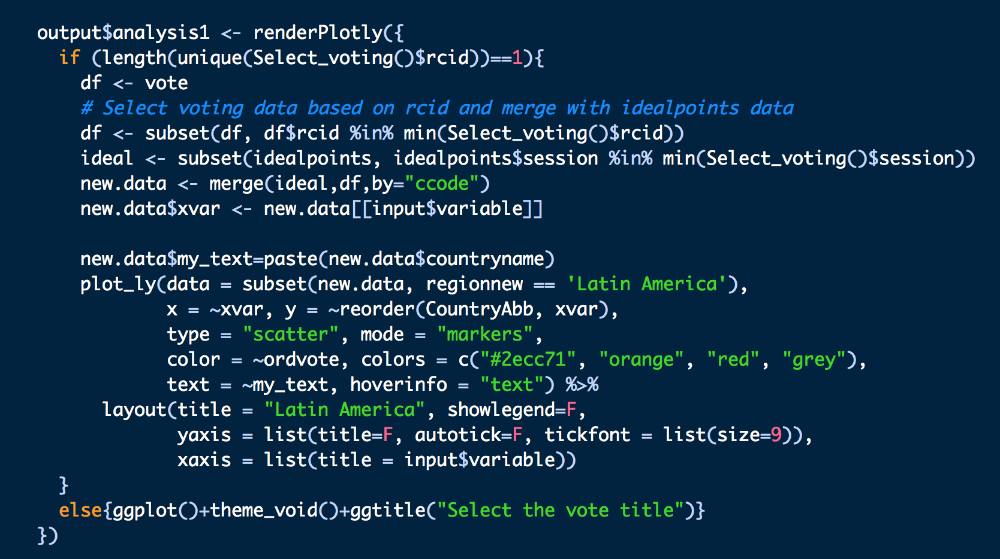 output$analysis1 <- renderPlotly({
  if (length(unique(Select_voting()$rcid))==1){
    df <- vote
    # Select voting data based on rcid and merge with idealpoints data
    df <- subset(df, df$rcid %in% min(Select_voting()$rcid))
    ideal <- subset(idealpoints, idealpoints$session %in% min(Select_voting()$session))
    new.data <- merge(ideal,df,by="ccode")
    new.data$xvar <- new.data[[input$variable]]

    new.data$my_text=paste(new.data$countryname)
    plot_ly(data = subset(new.data, regionnew == 'Latin America'),
            x = ~xvar, y = ~reorder(CountryAbb, xvar),
            type = "scatter", mode = "markers",
            color = ~ordvote, colors = c("#2ecc71", "orange", "red", "grey"),
            text = ~my_text, hoverinfo = "text") %>%
      layout(title = "Latin America", showlegend=F,
             yaxis = list(title=F, autotick=F, tickfont = list(size=9)),
             xaxis = list(title = input$variable))
  }
  else{ggplot()+theme_void()+ggtitle("Select the vote title")}
})